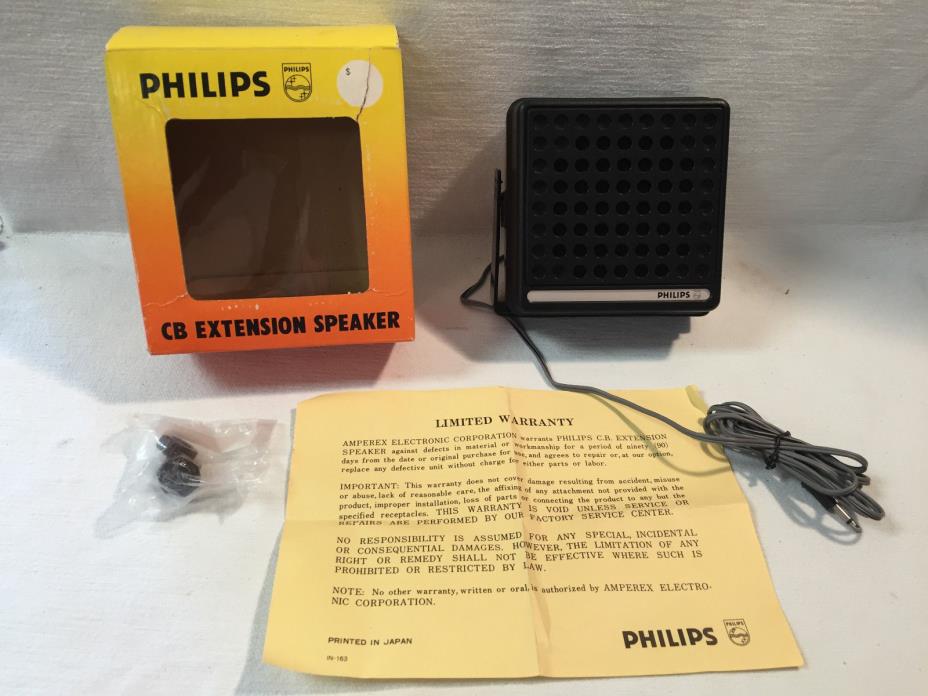 PHILIPS
PHILIPS
$
CB EXTENSION SPEAKER
PHILIPS
LIMITED WARRANTY
AMPEREX ELECTRONIC CORPORATION warrants PHILIPS C.B. EXTENSION
SPEAKER against defects in material or workmanship for a period of ninety (90)
days from the date or original purchase for use, and agrees to repair or, at our option,
replace any defective unit without charge for either parts or labor.
IMPORTANT: This warranty does not cover damage resulting from accident, misuse
or abuse, lack of reasonable care, the affixing of any attachment not provided with the
product, improper installation, loss of parts or connecting the product to any but the
specified receptacles. THIS WARRANTY IS VOID UNLESS SERVICE OR
REPAIRS ARE PERFORMED BY OUR FACTORY SERVICE CENTER.
NO RESPONSIBILITY IS ASSUMED FOR ANY SPECIAL, INCIDENTAL
OR CONSEQUENTIAL DAMAGES. HOWEVER, THE LIMITATION OF ANY
RIGHT OR REMEDY SHALL NOT BE EFFECTIVE WHERE SUCH IS
PROHIBITED OR RESTRICTED BY LAW.
NOTE: No other warranty, written or oral, is authorized by AMPEREX ELECTRO-
NIC CORPORATION.
PRINTED IN JAPAN
IN-163
PHILIPS
PHILIPS